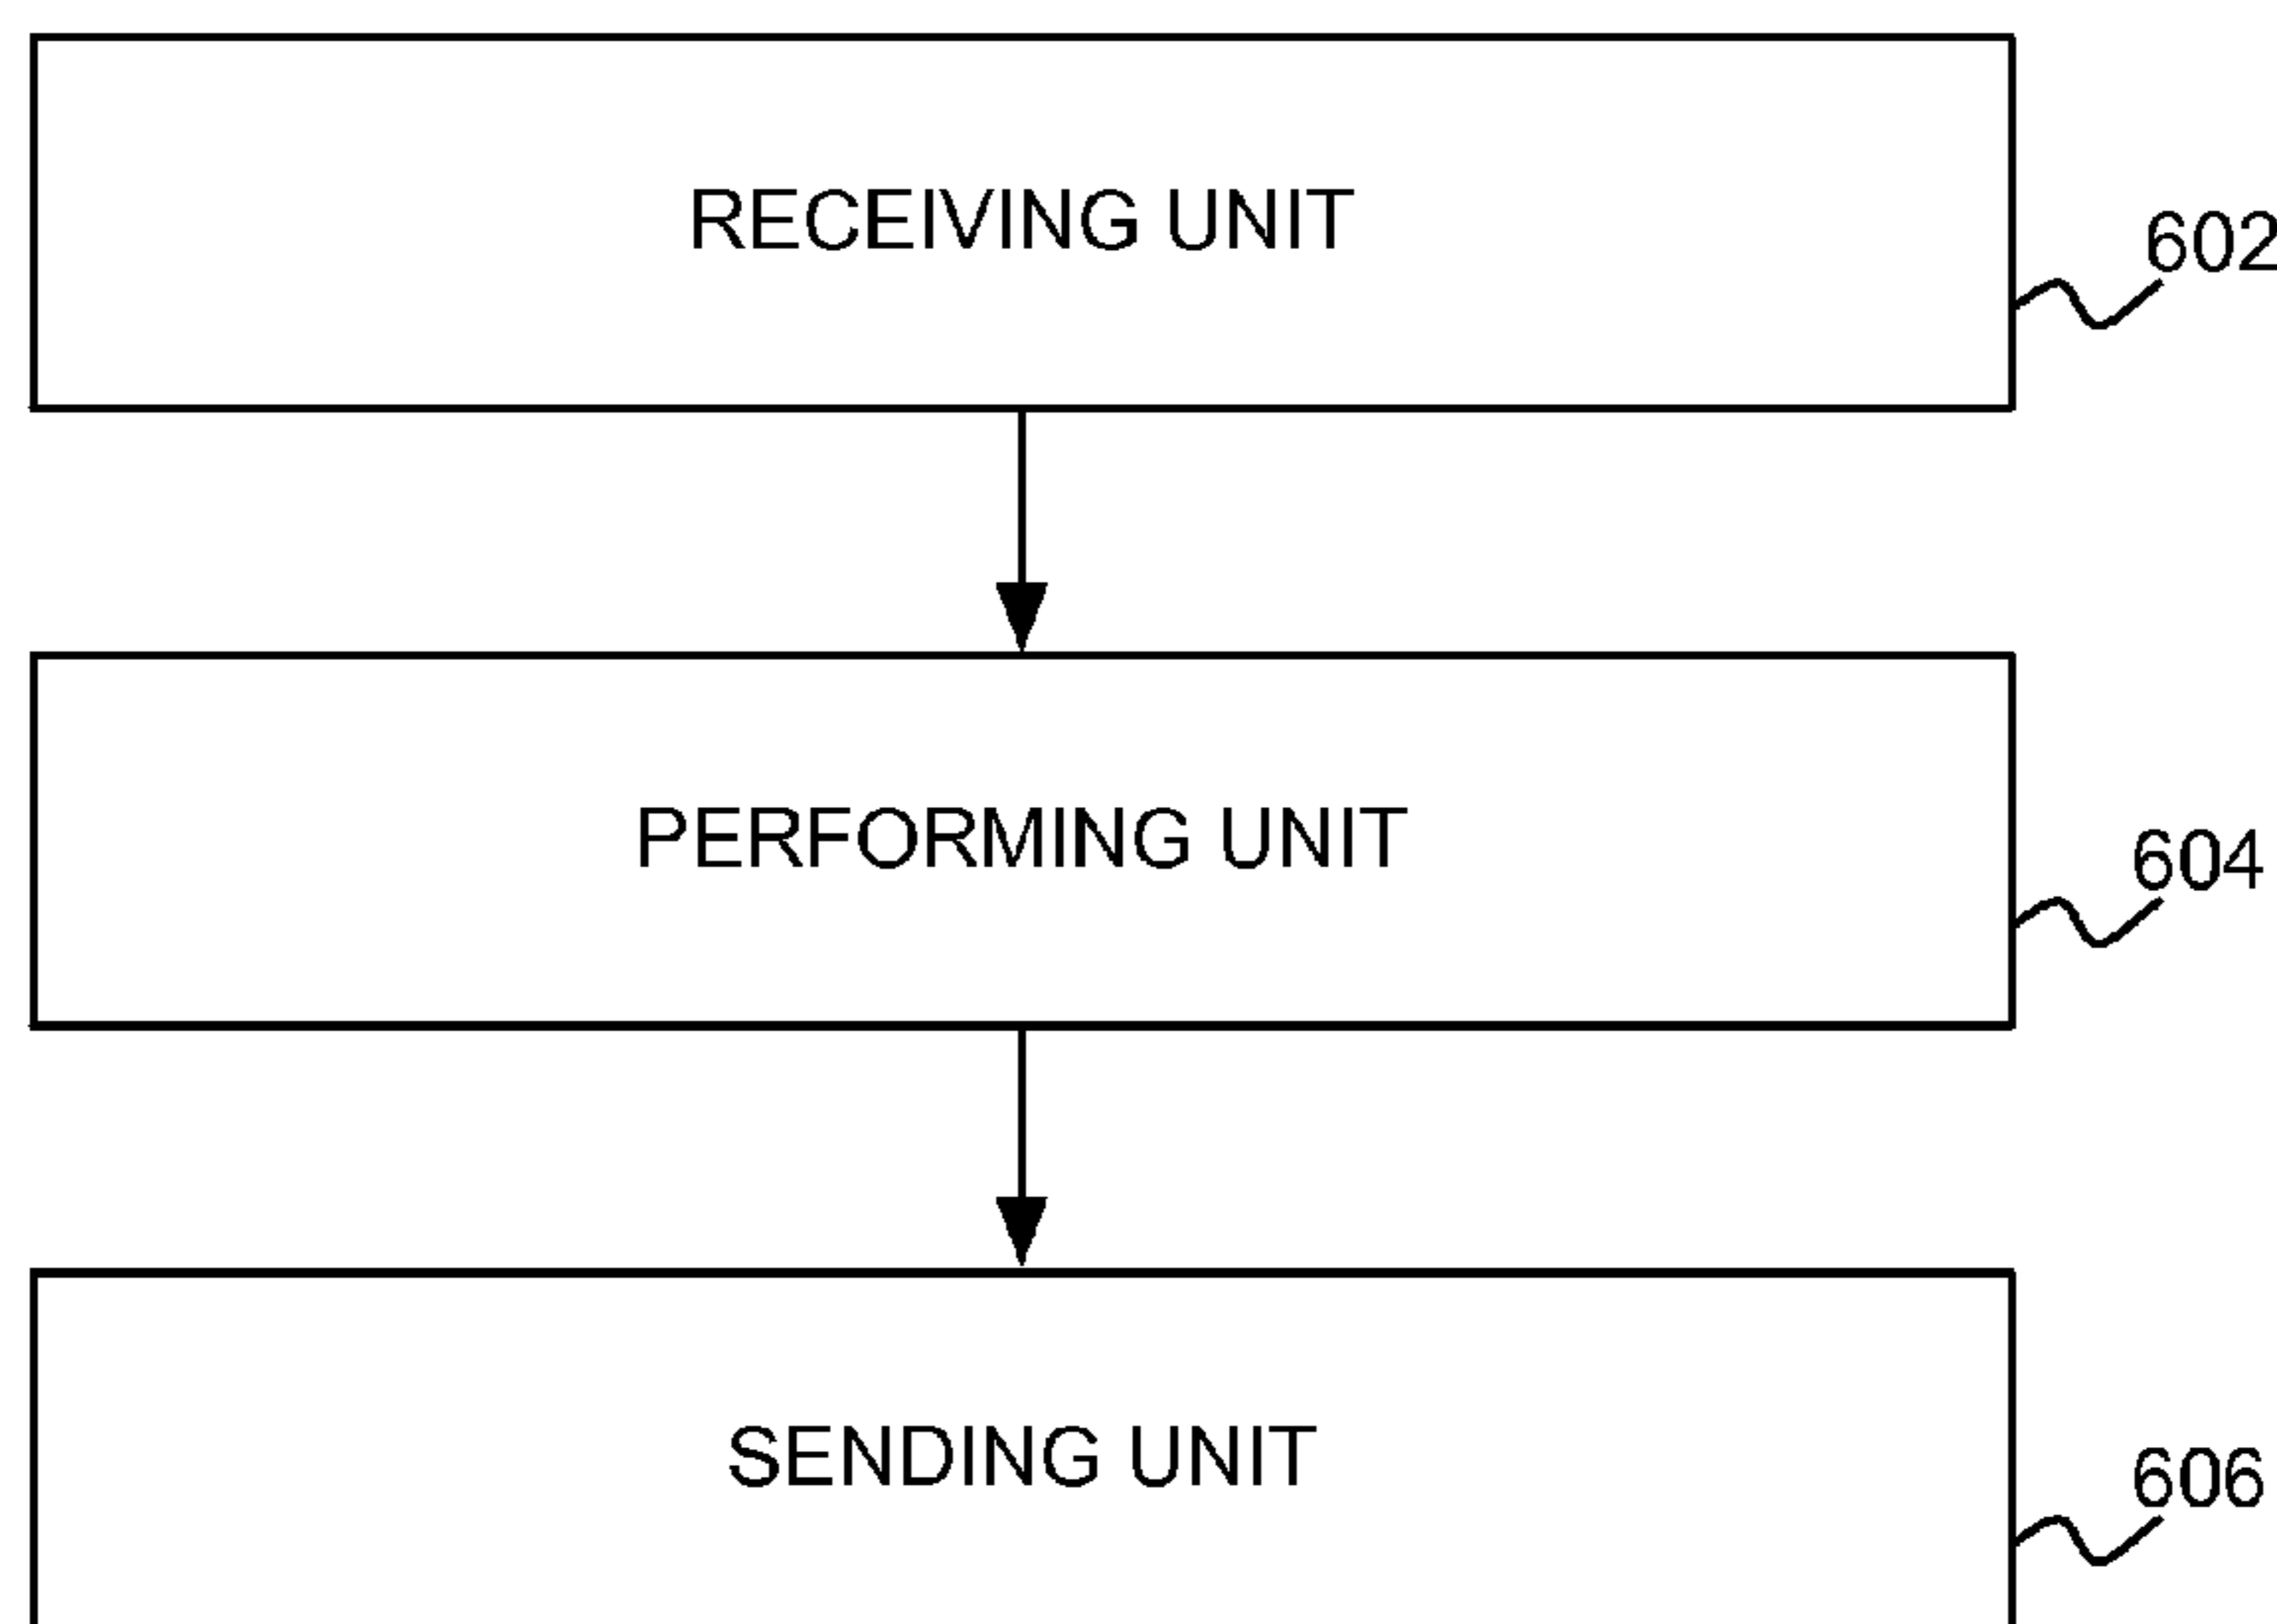 RECEIVING UNIT
602
PERFORMING UNIT
604
SENDING UNIT
606